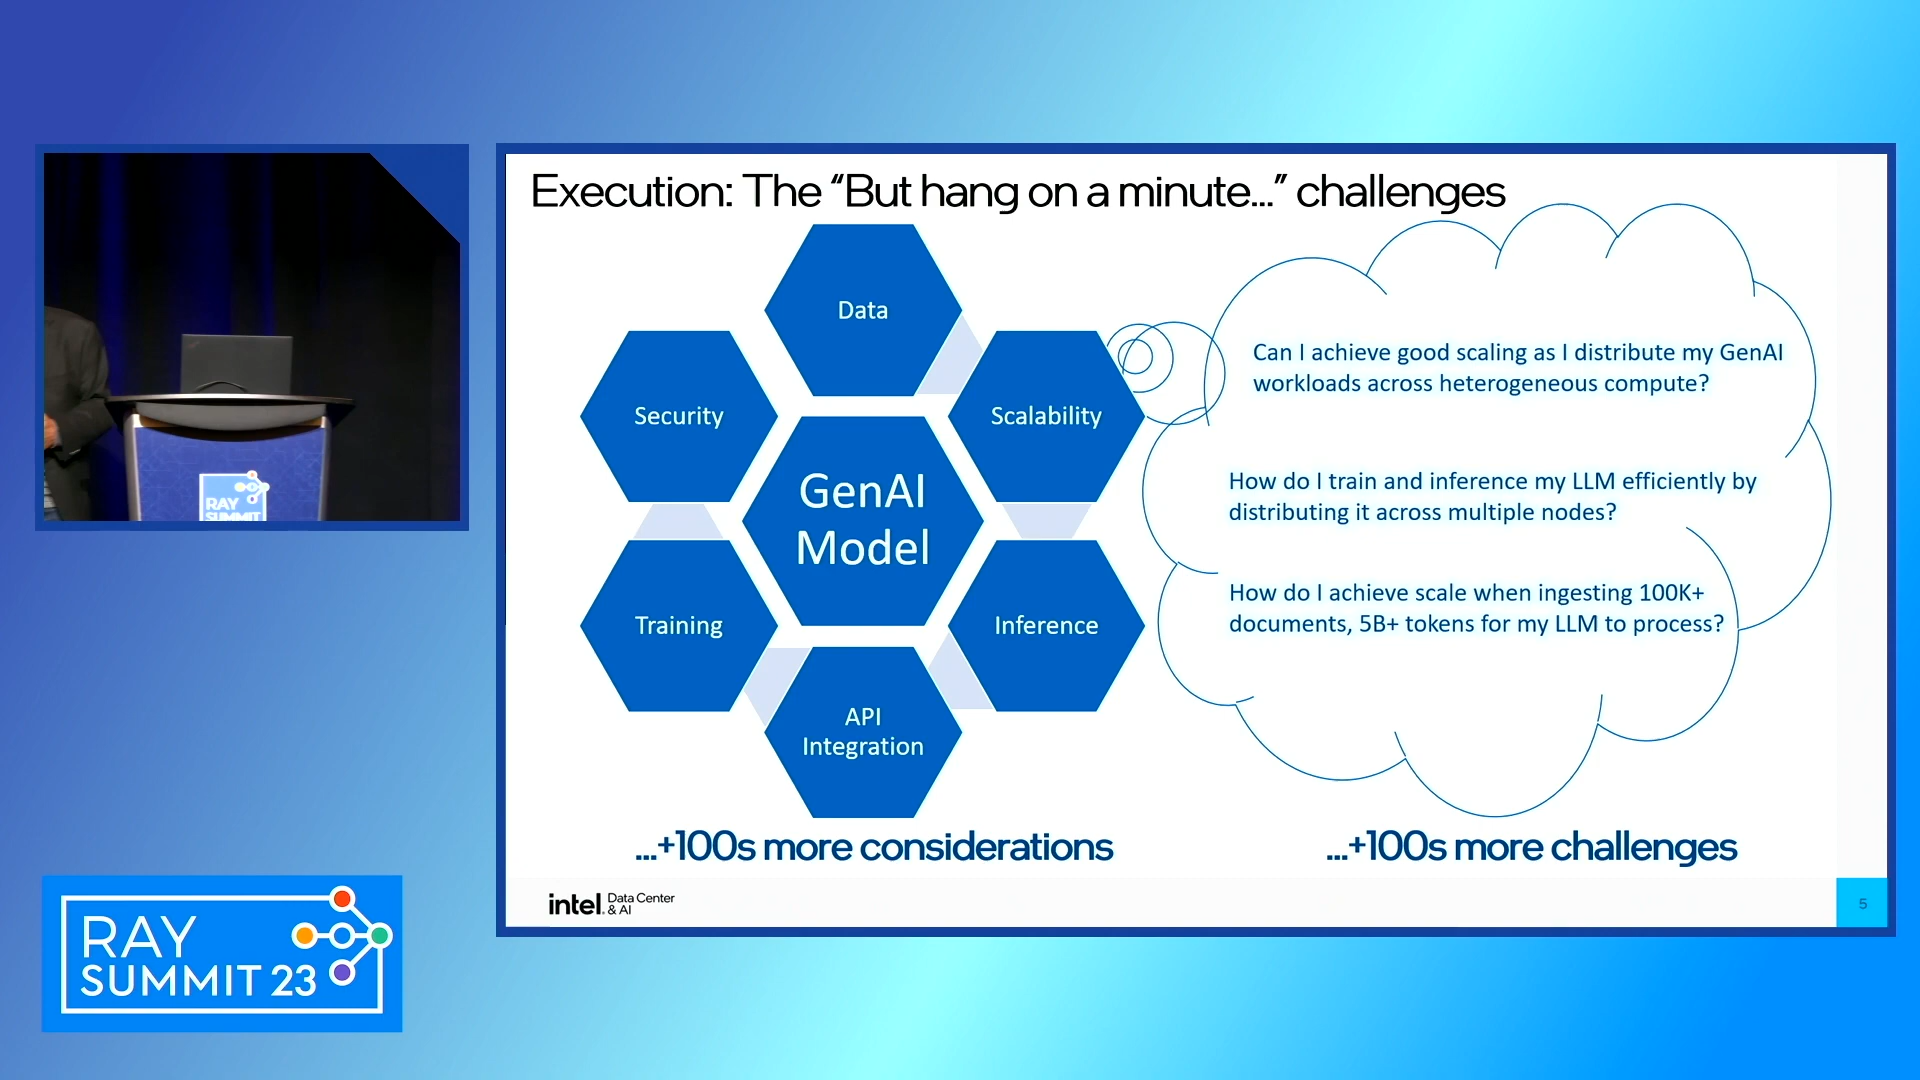 Execution: The “But hang on a minute...” challenges
Data
Security
Scalability
GenAI
Model
Training
Inference
API
Integration
Can I achieve good scaling as I distribute my GenAI
workloads across heterogeneous compute?
How do I train and inference my LLM efficiently by
distributing it across multiple nodes?
How do I achieve scale when ingesting 100K+
documents, 5B+ tokens for my LLM to process?
...+100s more considerations
...+100s more challenges
intel. Data Center
& AI
5
RAY
SUMMIT
RAY
SUMMIT 23